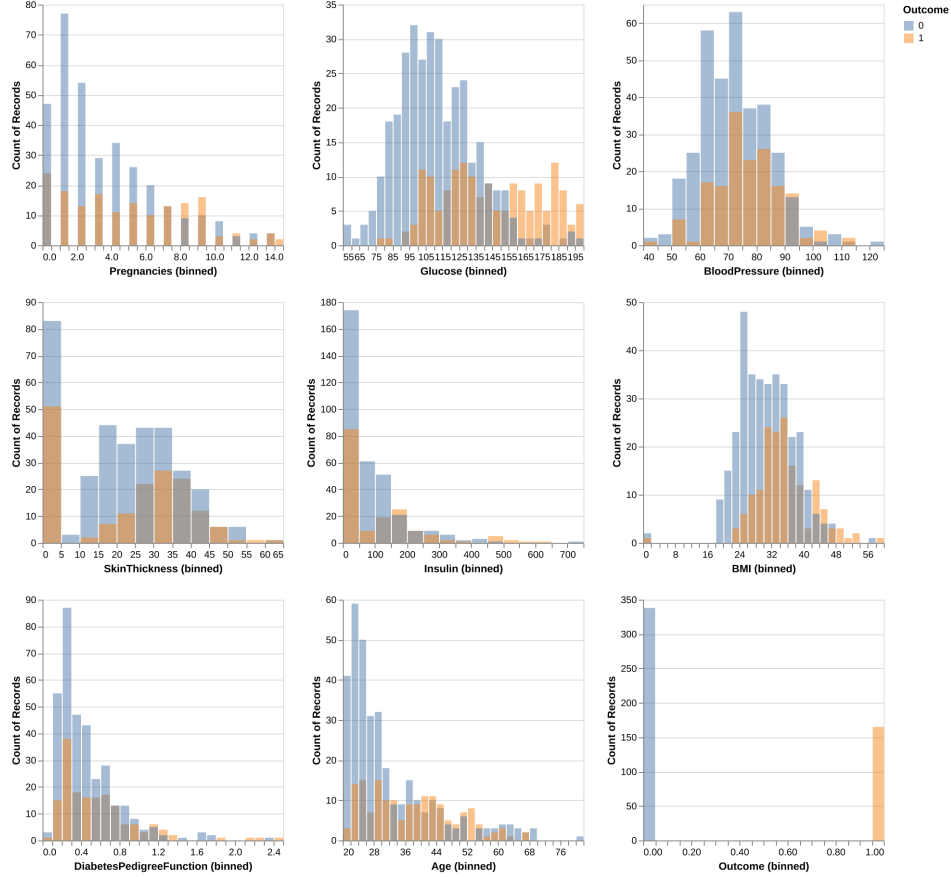 Outcome
0
1
80
70
60
50
40
30
20
10
0
Count of Records
0.0 2.0 4.0 6.0 8.0 10.0 12.0 14.0
Pregnancies (binned)
35
30
25
20
15
10
5
0
Count of Records
55 65 75 85 95 105 115 125 135 145 155 165 175 185 195
Glucose (binned)
60
50
40
30
20
10
0
Count of Records
40 50 60 70 80 90 100 110 120
BloodPressure (binned)
90
80
70
60
50
40
30
20
10
0
Count of Records
0 5 10 15 20 25 30 35 40 45 50 55 60 65
SkinThickness (binned)
180
160
140
120
100
80
60
40
20
0
Count of Records
0 100 200 300 400 500 600 700
Insulin (binned)
50
40
30
20
10
0
Count of Records
0 8 16 24 32 40 48 56
BMI (binned)
90
80
70
60
50
40
30
20
10
0
Count of Records
0.0 0.4 0.8 1.2 1.6 2.0 2.4
DiabetesPedigreeFunction (binned)
60
50
40
30
20
10
0
Count of Records
20 28 36 44 52 60 68 76
Age (binned)
350
300
250
200
150
100
50
0
Count of Records
0.00 0.20 0.40 0.60 0.80 1.00
Outcome (binned)